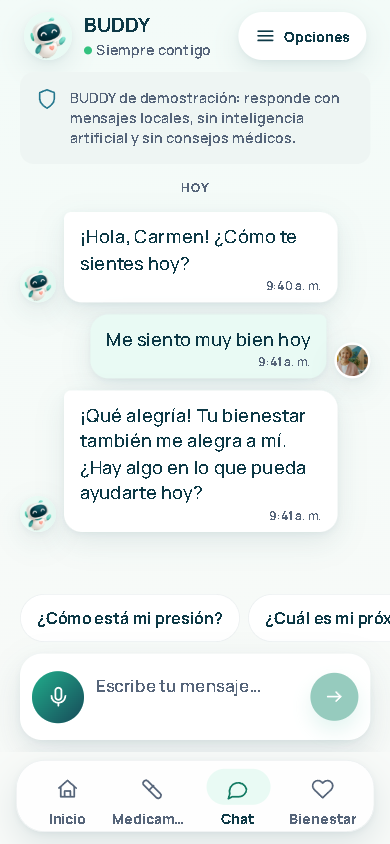 BUDDY
Siempre contigo
Opciones
BUDDY de demostración: responde con
mensajes locales, sin inteligencia
artificial y sin consejos médicos.
HOY
¡Hola, Carmen! ¿Cómo te
sientes hoy?
9:40 a. m.
Me siento muy bien hoy
9:41 a. m.
¡Qué alegría! Tu bienestar
también me alegra a mí.
¿Hay algo en lo que pueda
ayudarte hoy?
9:41 a. m.
¿Cómo está mi presión?
¿Cuál es mi próx
Escribe tu mensaje...
Inicio
Medicam...
Chat
Bienestar